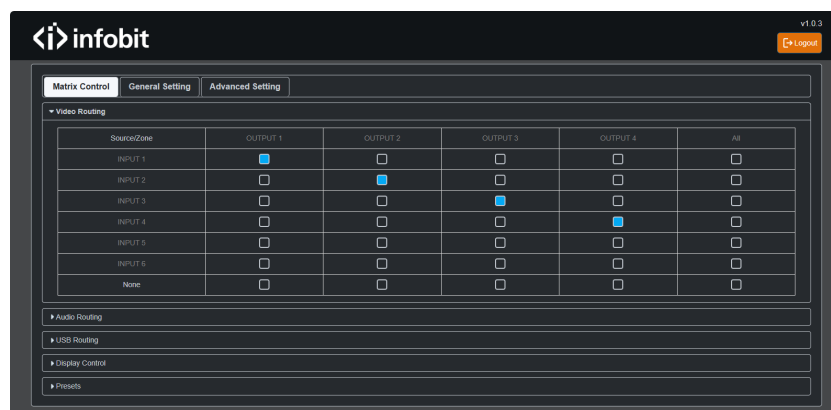 v1.0.3
<i> infobit
Logout
Matrix Control General Setting Advanced Setting
Video Routing
Source/Zone OUTPUT 1 OUTPUT 2 OUTPUT 3 OUTPUT 4 All
INPUT 1
INPUT 2
INPUT 3
INPUT 4
INPUT 5
INPUT 6
None
Audio Routing
USB Routing
Display Control
Presets